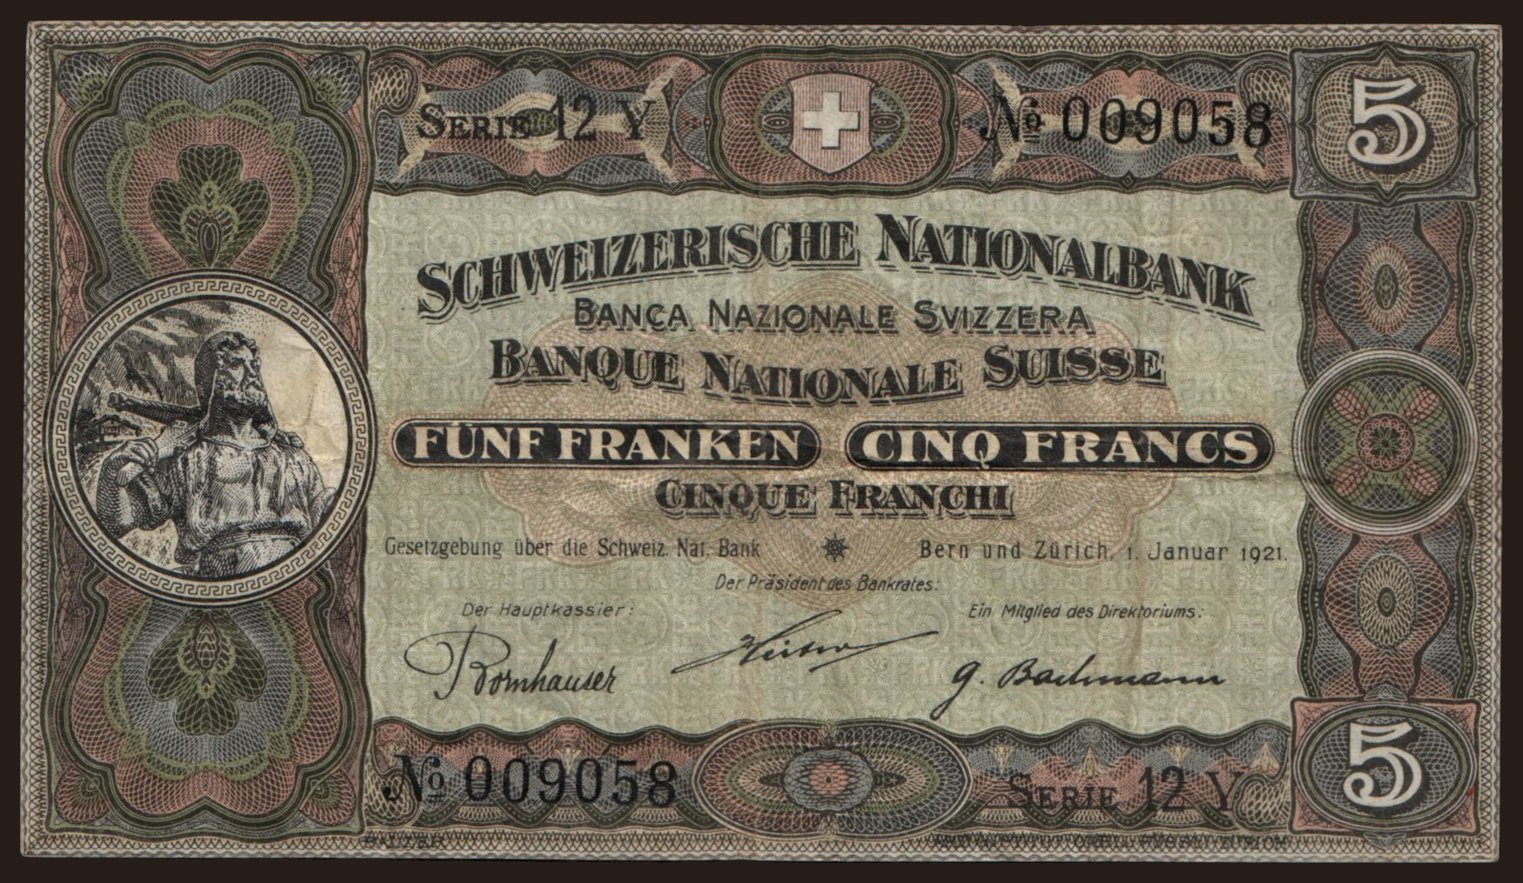 SERIE 12 Y
№ 009058
5
SCHWEIZERISCHE NATIONALBANK
BANCA NAZIONALE SVIZZERA
BANQUE NATIONALE SUISSE
FÜNF FRANKEN CINQ FRANCS
CINQUE FRANCHI
Gesetzgebung über die Schweiz. Nat. Bank
Bern und Zürich, 1. Januar 1921.
Der Präsident des Bankrates:
Der Hauptkassier:
Ein Mitglied des Direktoriums:
Bornhauser
G. Bachmann
№ 009058
SERIE 12 Y
5
BALZER